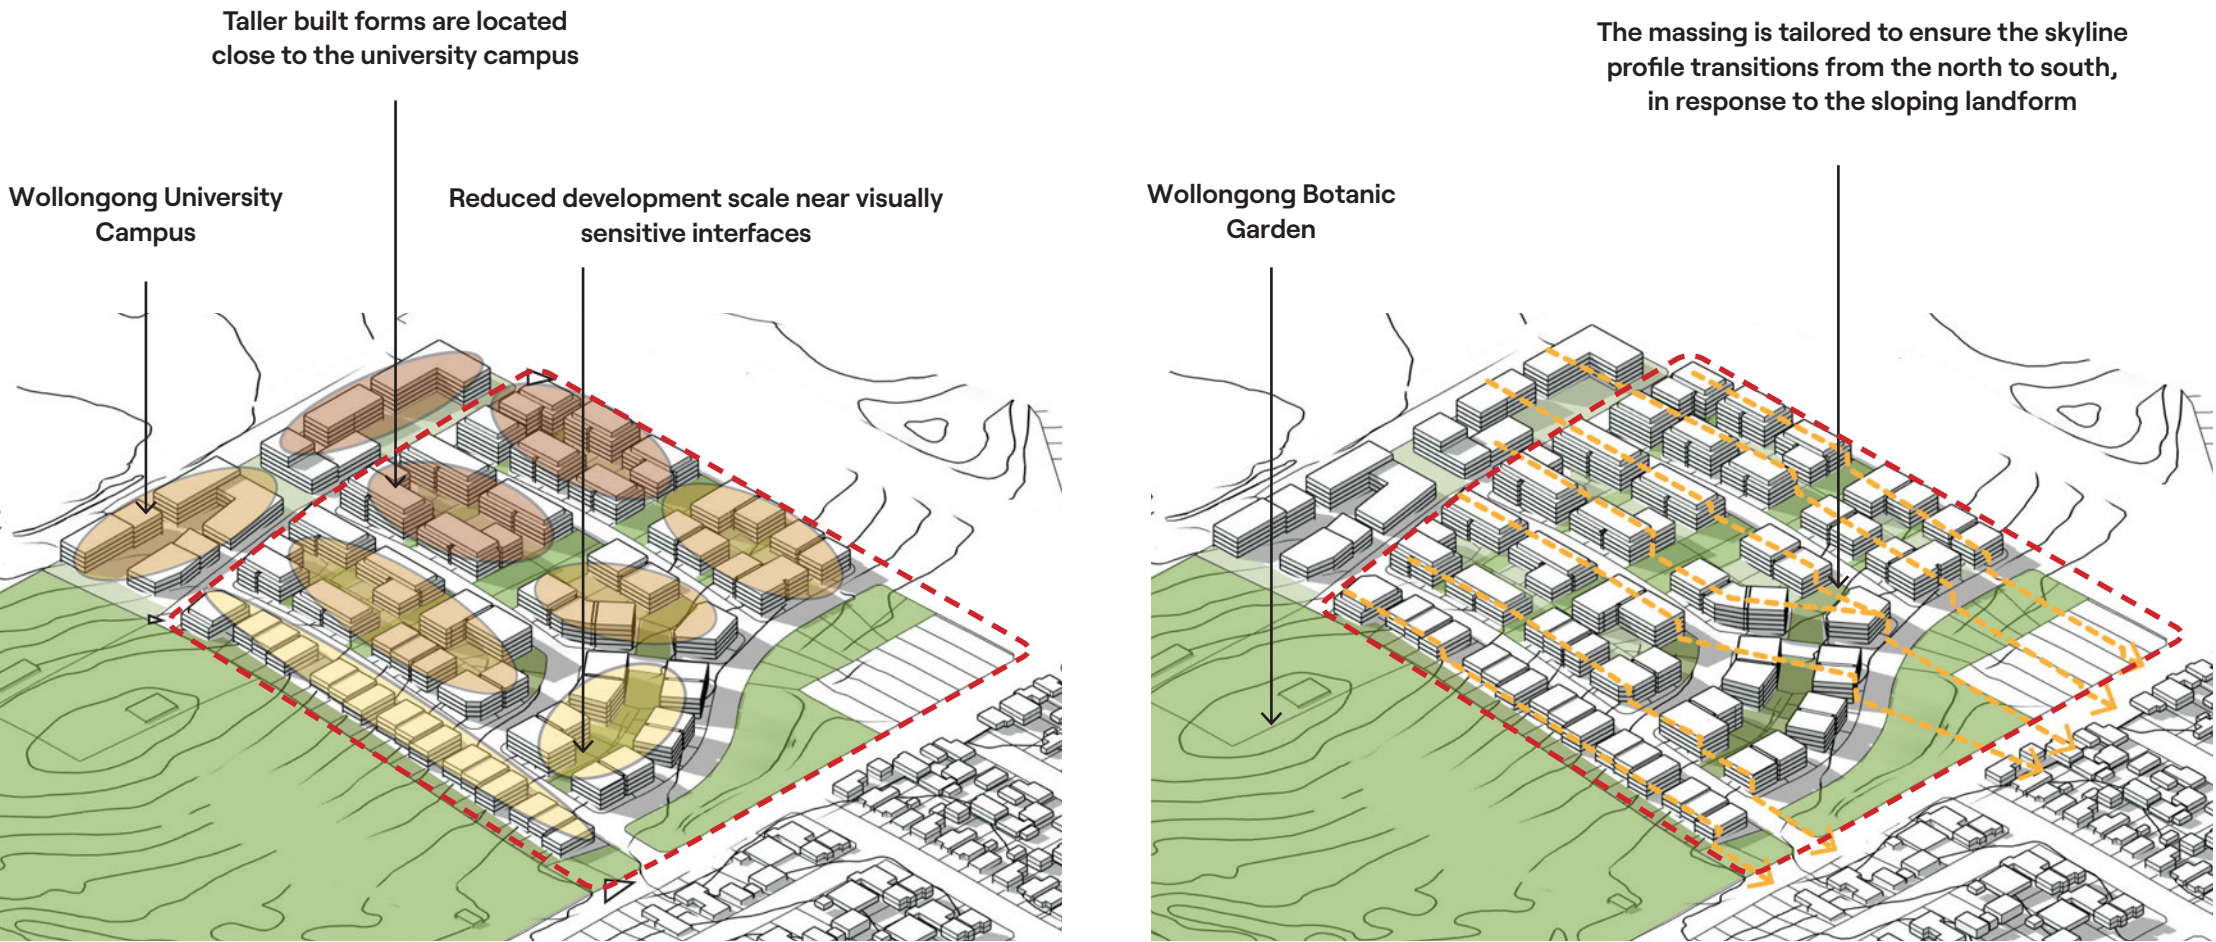 Taller built forms are located
close to the university campus
Wollongong University
Campus
Reduced development scale near visually
sensitive interfaces
The massing is tailored to ensure the skyline
profile transitions from the north to south,
in response to the sloping landform
Wollongong Botanic
Garden